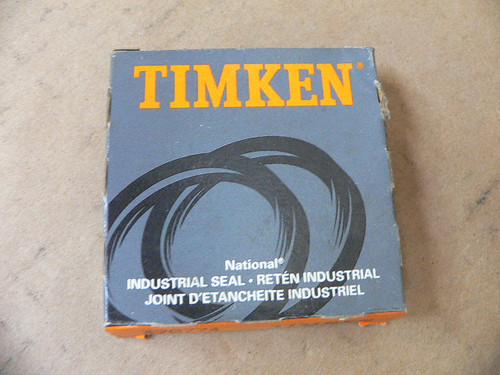 TIMKEN®
National®
INDUSTRIAL SEAL • RETÉN INDUSTRIAL
JOINT D'ETANCHEITE INDUSTRIEL